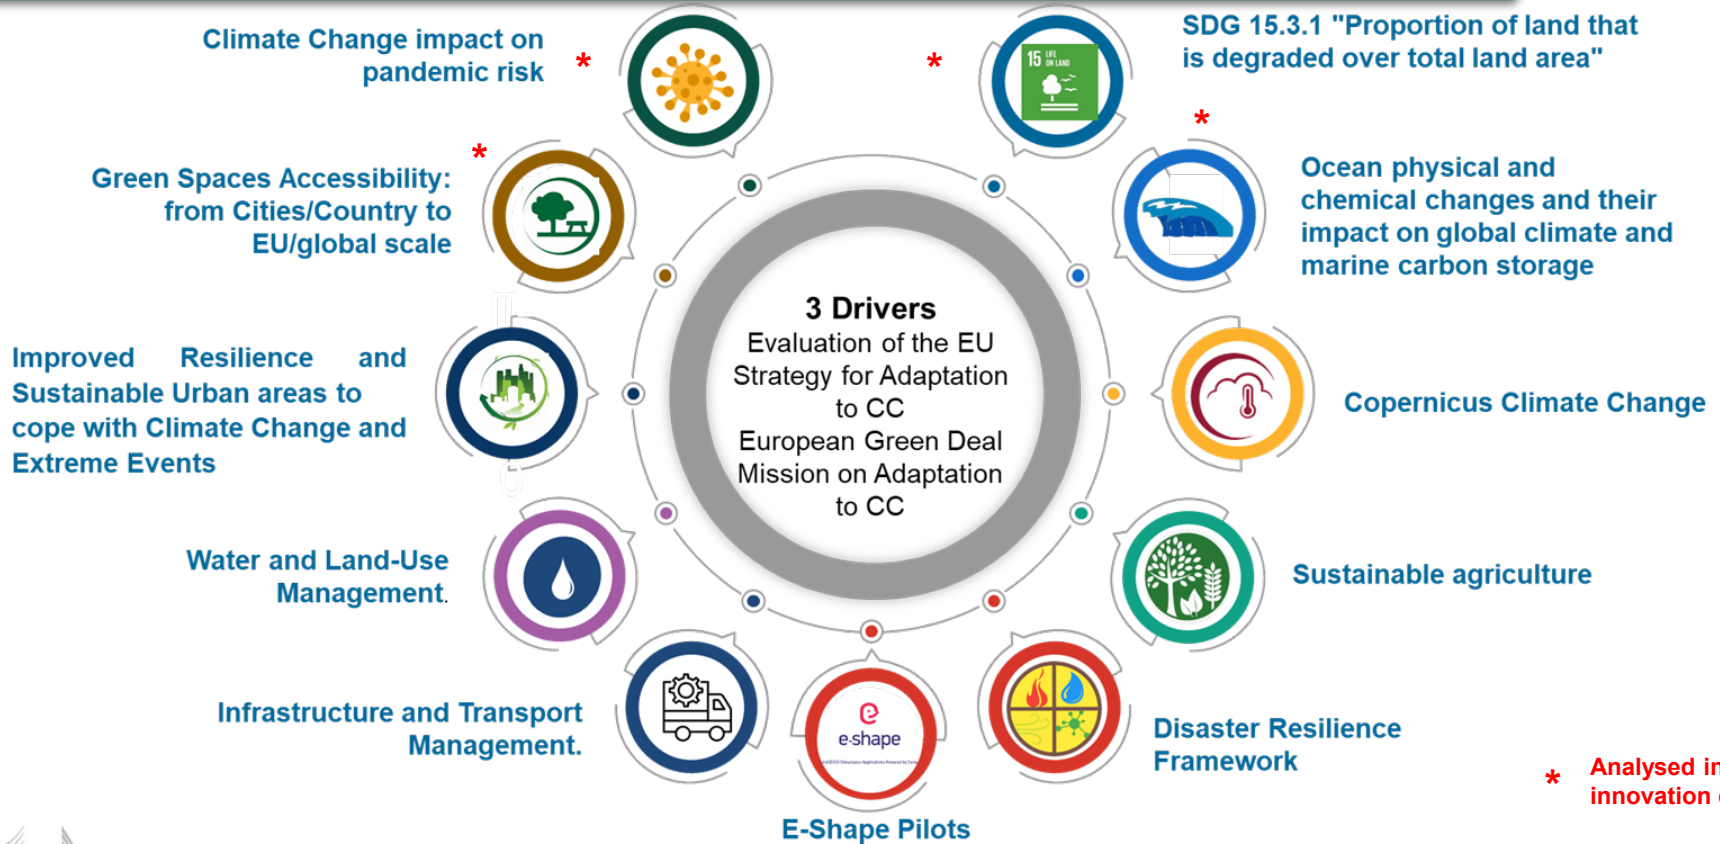 Climate Change impact on
pandemic risk
*
*
15 LIFE
ON LAND
SDG 15.3.1 "Proportion of land that
is degraded over total land area"
*
Green Spaces Accessibility:
from Cities/Country to
EU/global scale
*
Ocean physical and
chemical changes and their
impact on global climate and
marine carbon storage
3 Drivers
Evaluation of the EU
Strategy for Adaptation
to CC
European Green Deal
Mission on Adaptation
to CC
Improved Resilience and
Sustainable Urban areas to
cope with Climate Change and
Extreme Events
Copernicus Climate Change
Water and Land-Use
Management.
Sustainable agriculture
Infrastructure and Transport
Management.
e-shape
E-Shape Pilots
Disaster Resilience
Framework
* Analysed in
innovation